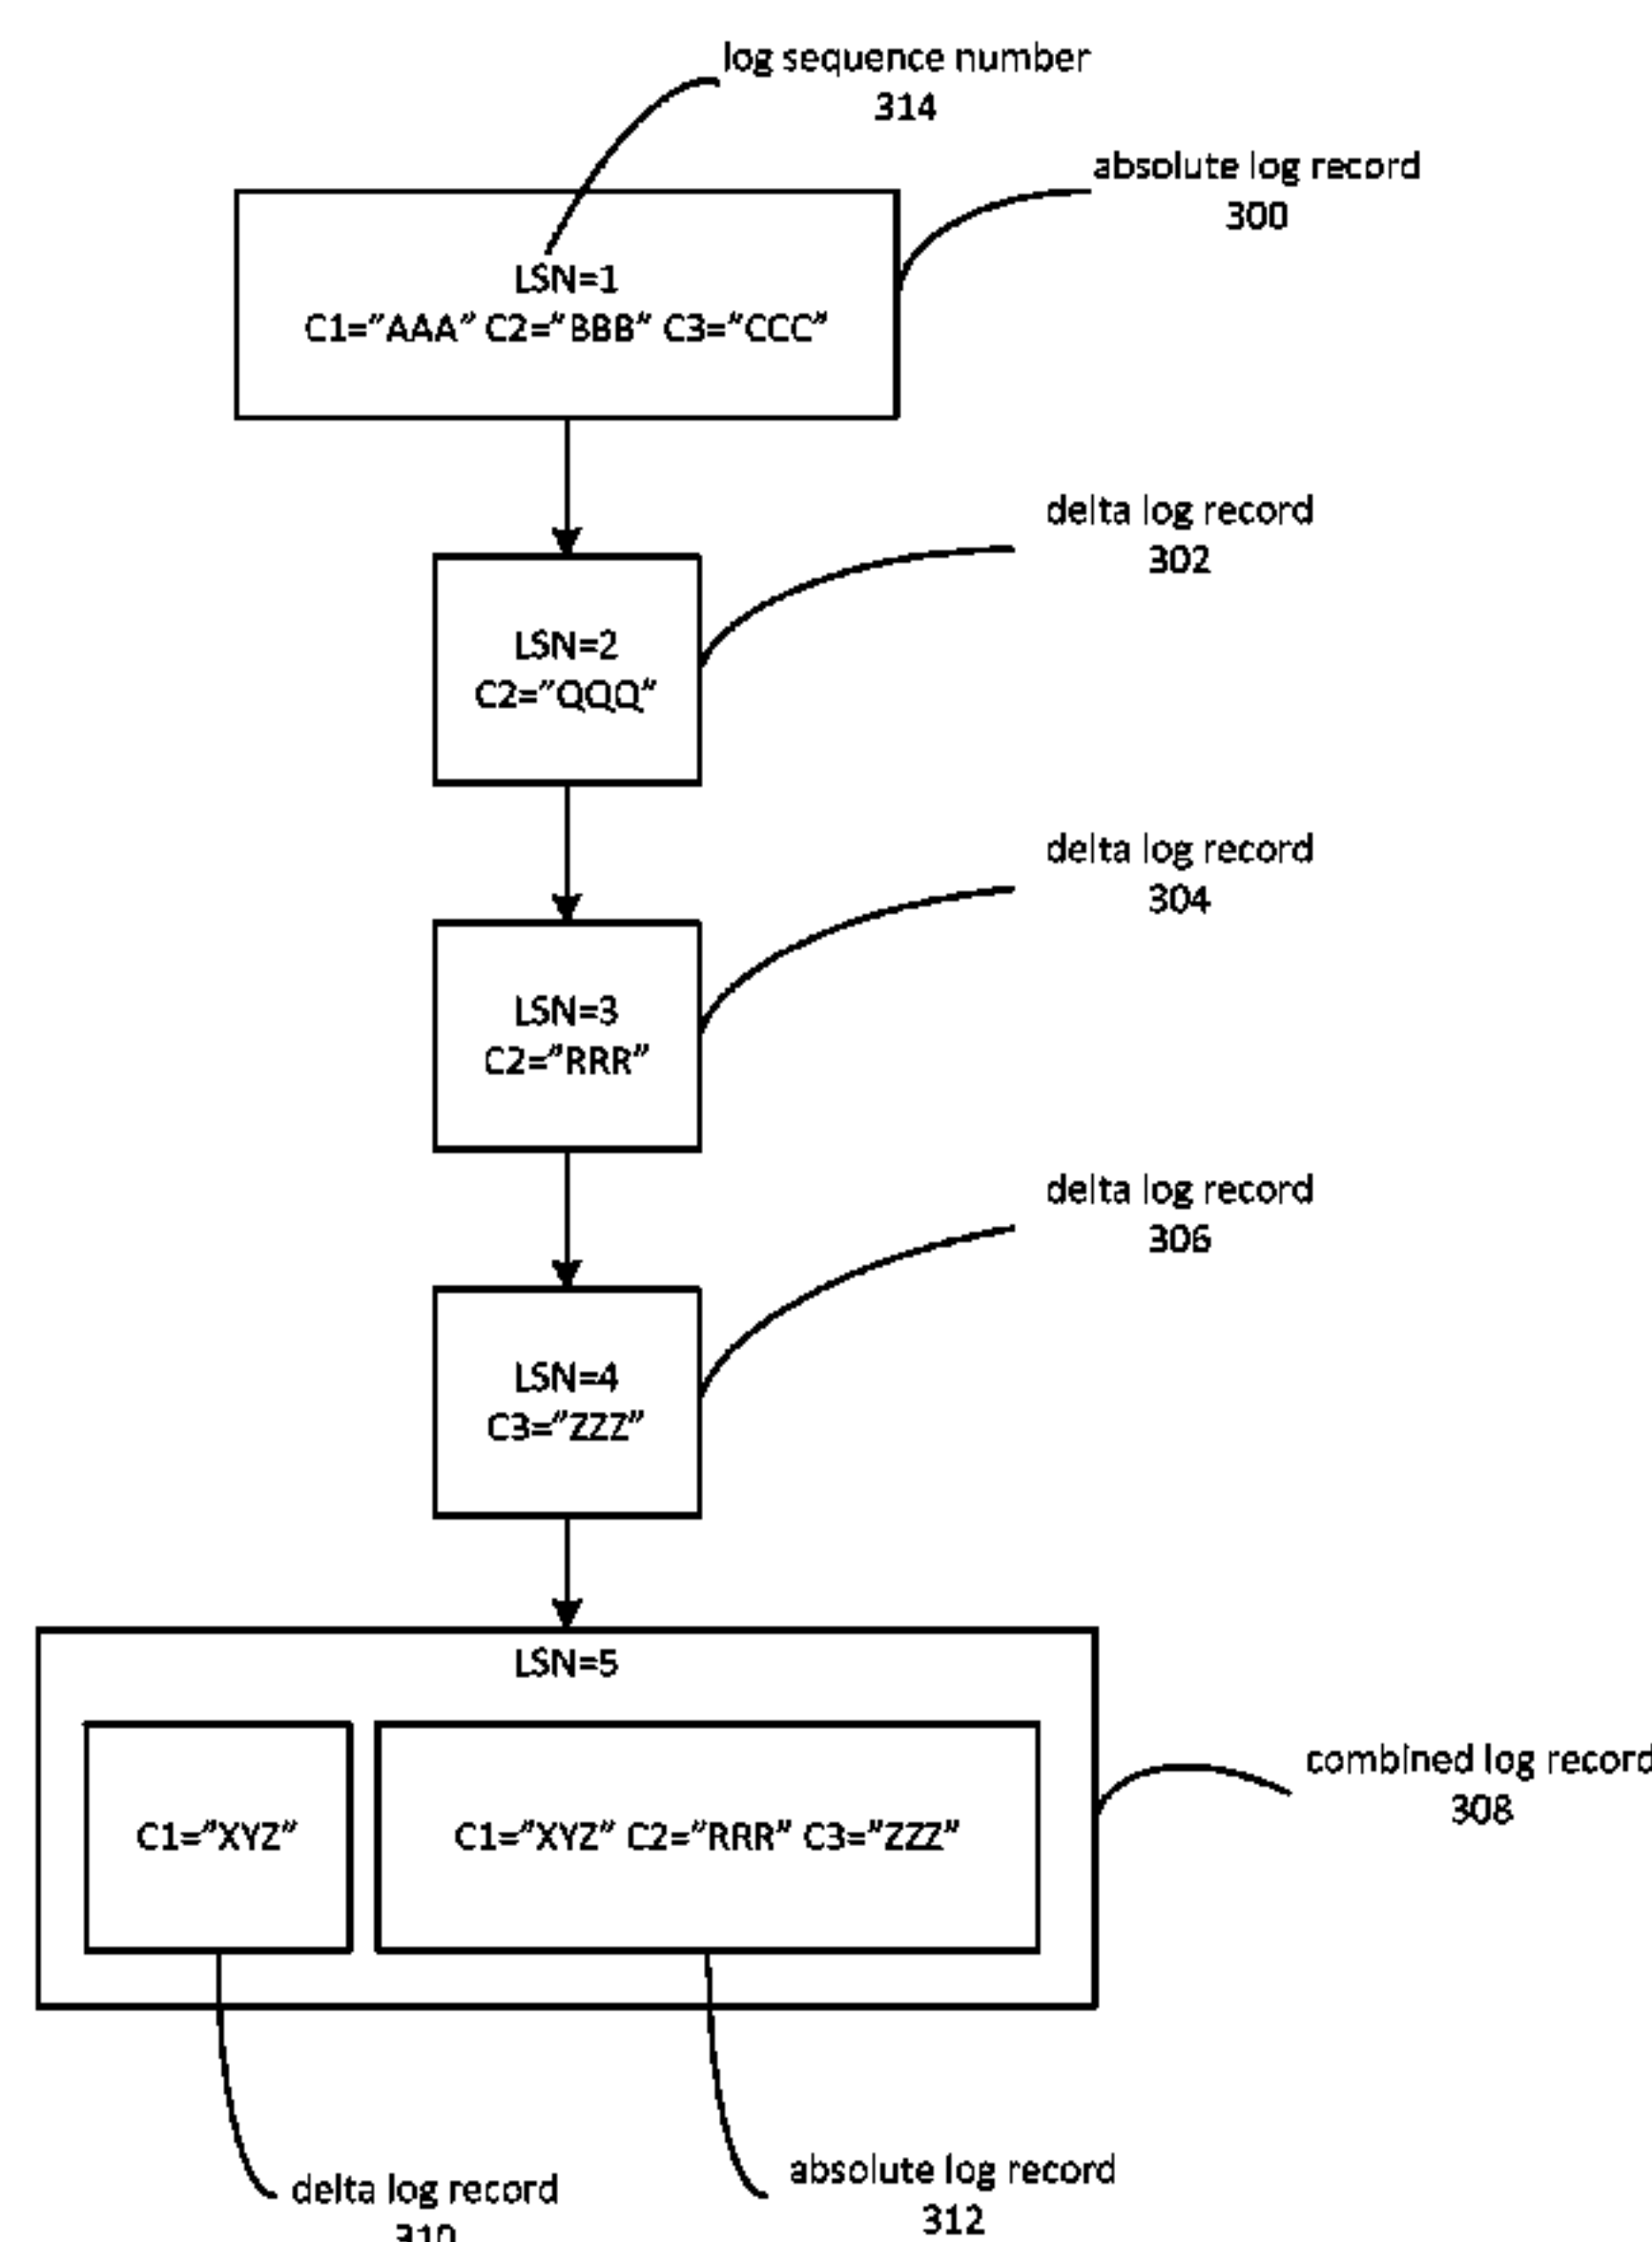 log sequence number
314
absolute log record
300
LSN=1
C1=”AAA” C2=”BBB” C3=”CCC”
delta log record
302
LSN=2
C2=”QQQ”
delta log record
304
LSN=3
C2=”RRR”
delta log record
306
LSN=4
C3=”ZZZ”
LSN=5
combined log record
308
C1=”XYZ”
C1=”XYZ” C2=”RRR” C3=”ZZZ”
absolute log record
312
delta log record
310